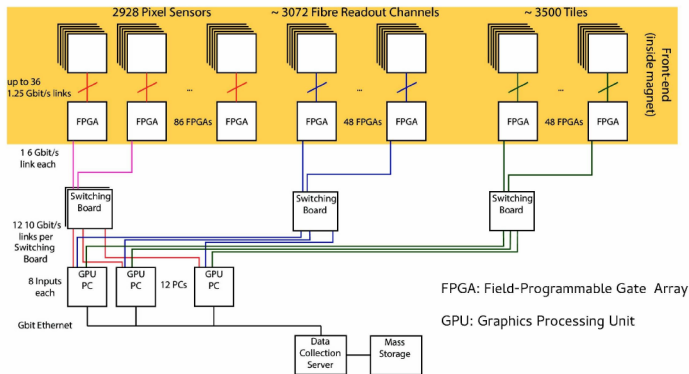 2928 Pixel Sensors
~ 3072 Fibre Readout Channels
~ 3500 Tiles
Front-end
(inside magnet)
up to 36
1.25 Gbit/s links
...
...
...
FPGA
FPGA
86 FPGAs
FPGA
FPGA
48 FPGAs
FPGA
FPGA
48 FPGAs
FPGA
1 6 Gbit/s
link each
Switching
Board
Switching
Board
Switching
Board
12 10 Gbit/s
links per
Switching
Board
8 Inputs
each
GPU
PC
GPU
PC
12 PCs
GPU
PC
FPGA: Field-Programmable Gate Array
GPU: Graphics Processing Unit
Gbit Ethernet
Data
Collection
Server
Mass
Storage